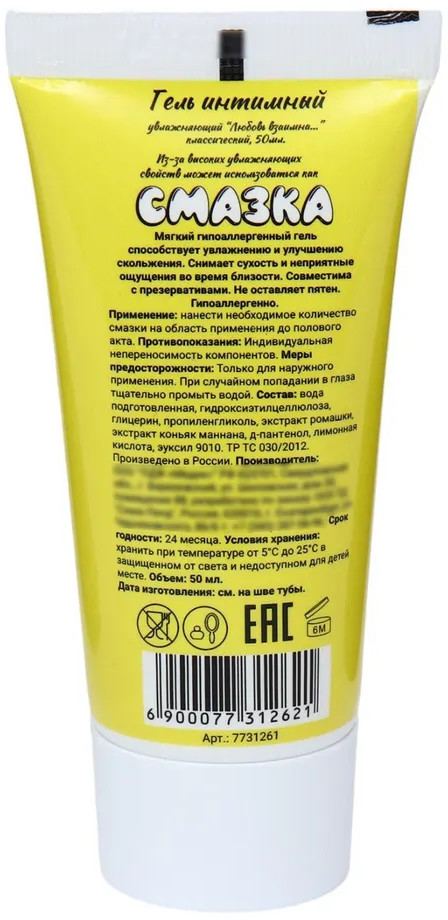 Гель интимный
увлажняющий "Любовь взаимна..."
классический, 50мл.
Из-за высоких увлажняющих
свойств может использоваться как
СМАЗКА
Мягкий гипоаллергенный гель
способствует увлажнению и улучшению
скольжения. Снимает сухость и неприятные
ощущения во время близости. Совместима
с презервативами. Не оставляет пятен.
Гипоаллергенно.
Применение: нанести необходимое количество
смазки на область применения до полового
акта. Противопоказания: Индивидуальная
непереносимость компонентов. Меры
предосторожности: Только для наружного
применения. При случайном попадании в глаза
тщательно промыть водой. Состав: вода
подготовленная, гидроксиэтилцеллюлоза,
глицерин, пропиленгликоль, экстракт ромашки,
экстракт коньяк маннана, д-пантенол, лимонная
кислота, эуксил 9010. ТР ТС 030/2012.
Произведено в России. Производитель:
Срок
годности: 24 месяца. Условия хранения:
хранить при температуре от 5°С до 25°С в
защищенном от света и недоступном для детей
месте. Объем: 50 мл.
Дата изготовления: см. на шве тубы.
EAC
6М
6 900077 312621
Арт.: 7731261